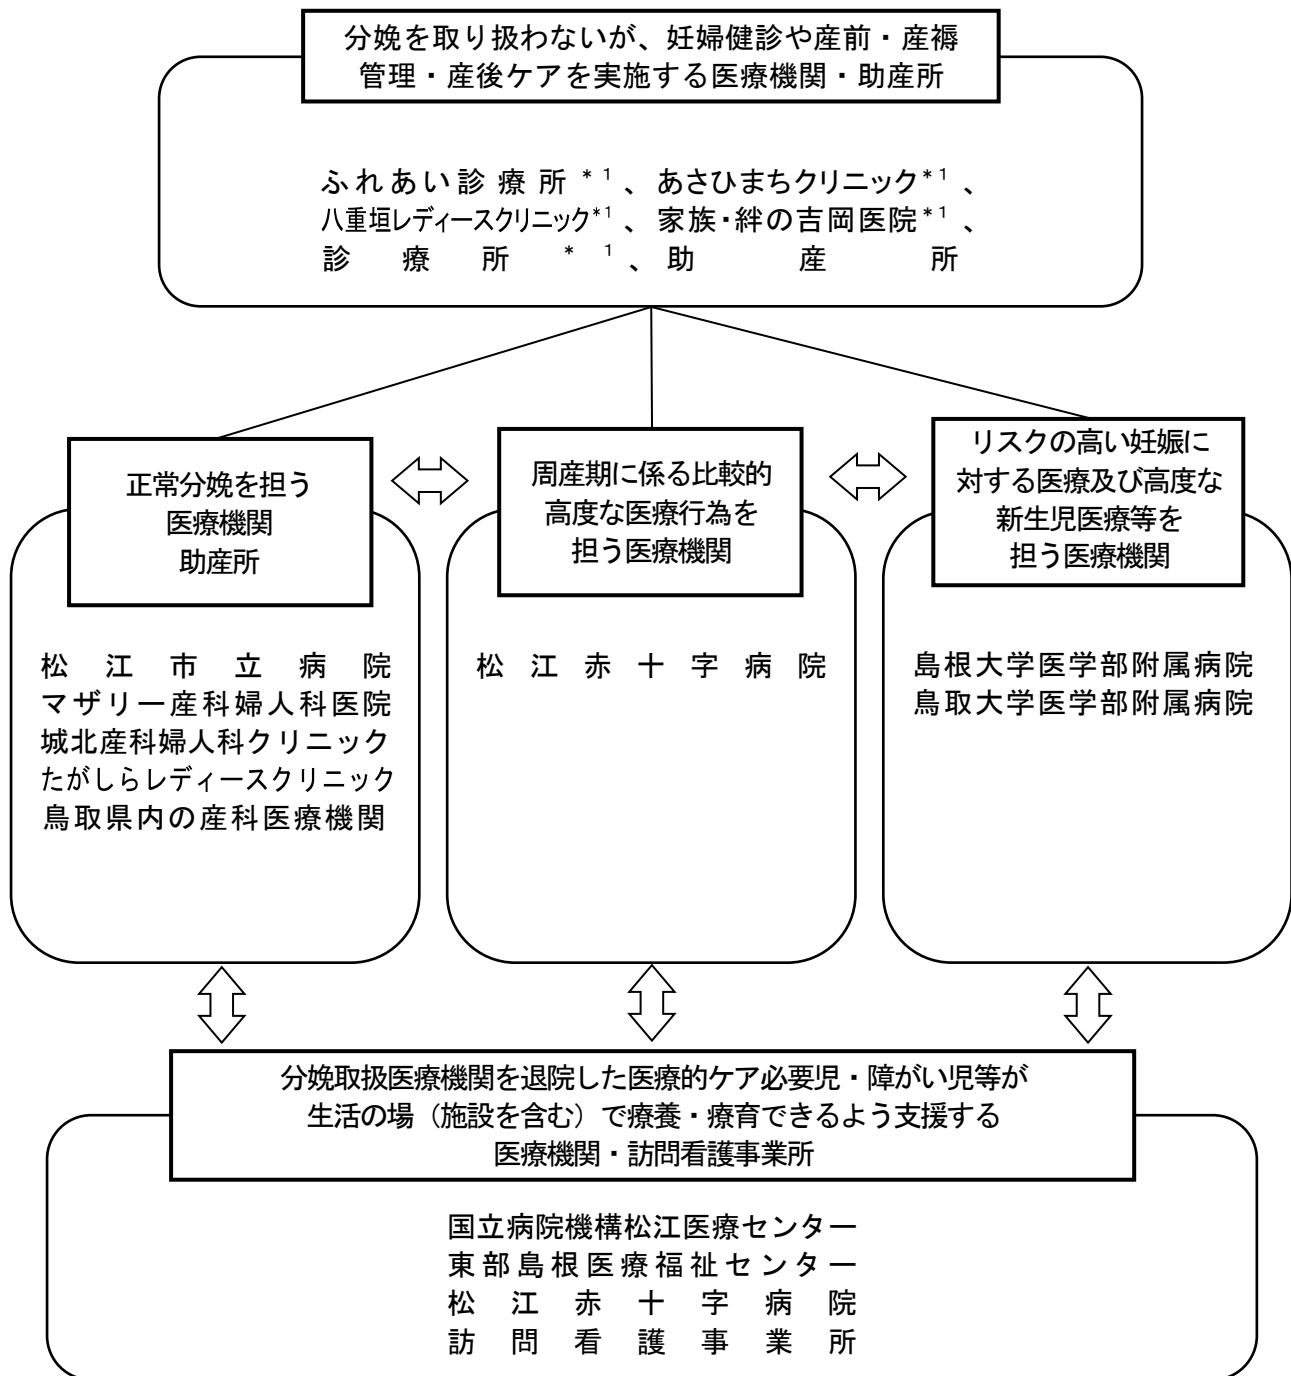 分娩を取り扱わないが、妊婦健診や産前・産褥
管理・産後ケアを実施する医療機関・助産所
ふれあい診療所*1、あさひまちクリニック*1、
八重垣レディースクリニック*1、家族・絆の吉岡医院*1、
診療所*1、助産所
正常分娩を担う
医療機関
助産所
松江市立病院
マザリー産科婦人科医院
城北産科婦人科クリニック
たがしらレディースクリニック
鳥取県内の産科医療機関
周産期に係る比較的
高度な医療行為を
担う医療機関
松江赤十字病院
リスクの高い妊娠に
対する医療及び高度な
新生児医療等を
担う医療機関
島根大学医学部附属病院
鳥取大学医学部附属病院
分娩取扱医療機関を退院した医療的ケア必要児・障がい児等が
生活の場（施設を含む）で療養・療育できるよう支援する
医療機関・訪問看護事業所
国立病院機構松江医療センター
東部島根医療福祉センター
松江赤十字病院
訪問看護事業所